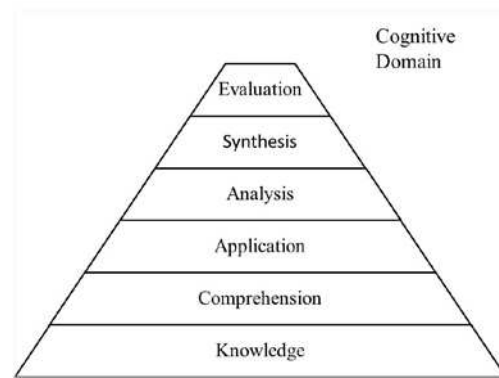 Cognitive
Domain
Evaluation
Synthesis
Analysis
Application
Comprehension
Knowledge